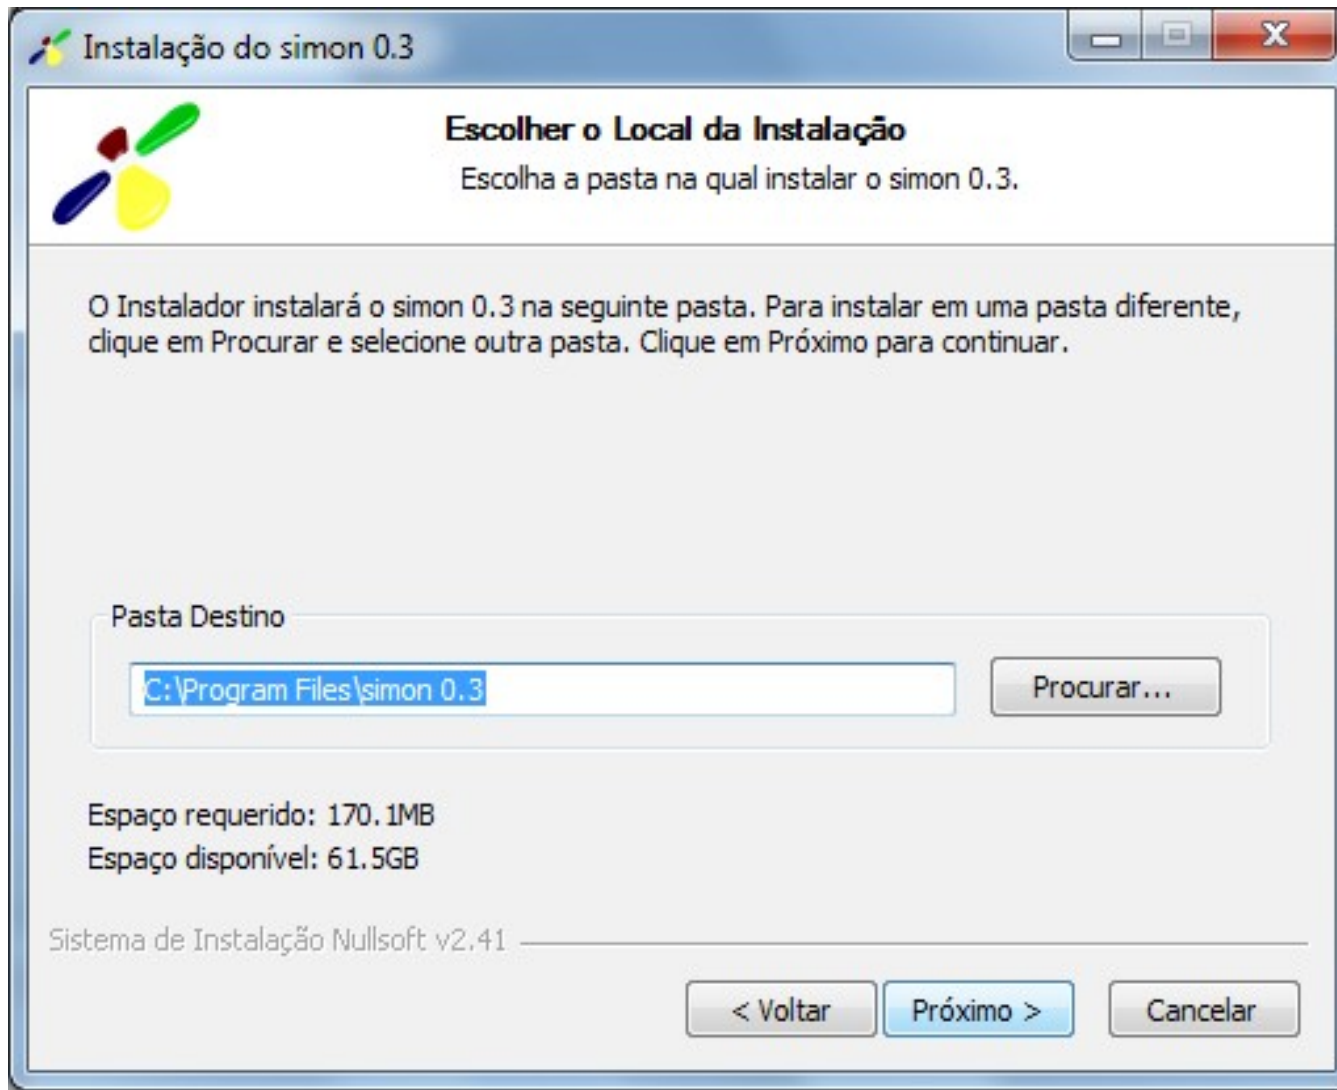 Instalação do simon 0.3
Escolher o Local da Instalação
Escolha a pasta na qual instalar o simon 0.3.
O Instalador instalará o simon 0.3 na seguinte pasta. Para instalar em uma pasta diferente,
clique em Procurar e selecione outra pasta. Clique em Próximo para continuar.
Pasta Destino
C:\Program Files\simon 0.3
Procurar...
Espaço requerido: 170.1MB
Espaço disponível: 61.5GB
Sistema de Instalação Nullsoft v2.41
< Voltar
Próximo >
Cancelar